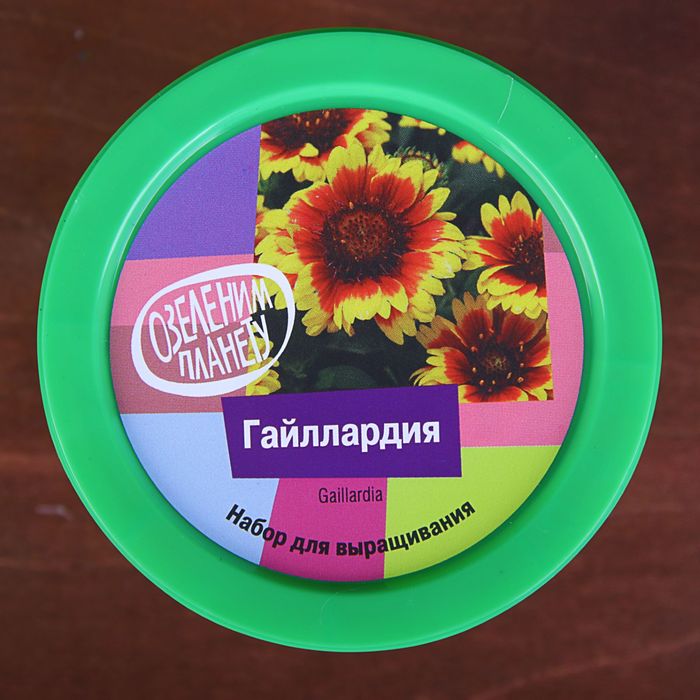 ОЗЕЛЕНИМ
ПЛАНЕТУ
Гайллардия
Gaillardia
Набор для выращивания